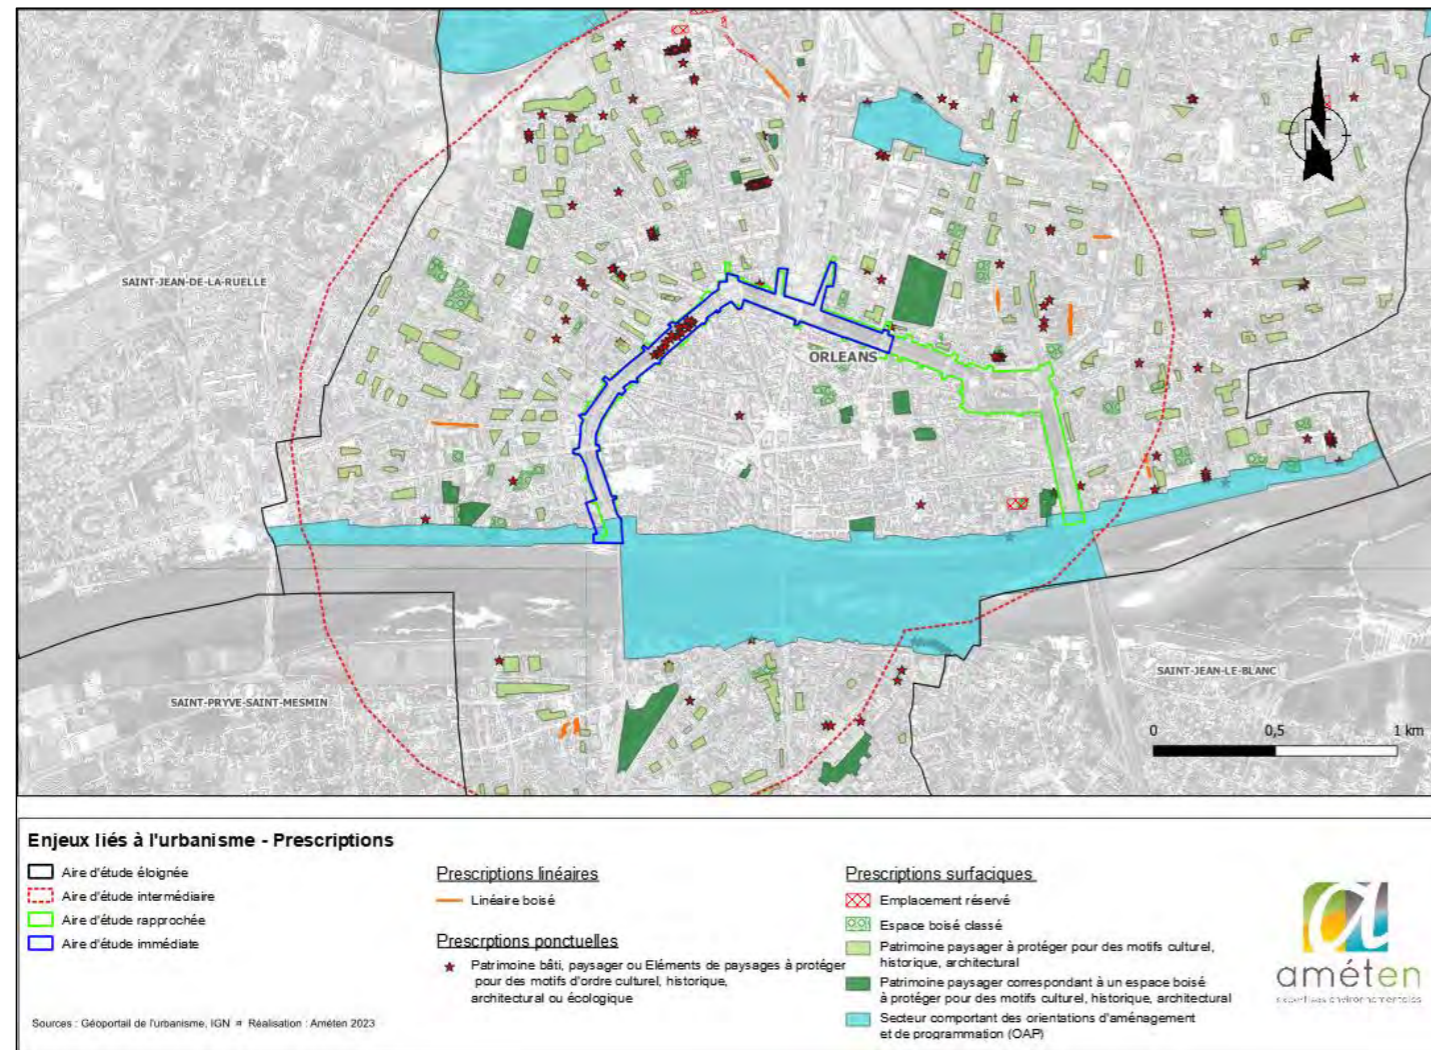 N
SAINT-JEAN-DE-LA-RUELLE
ORLEANS
SAINT-PRYVE-SAINT-MESMIN
SAINT-JEAN-LE-BLANC
0 0,5 1 km
Enjeux liés à l'urbanisme - Prescriptions
Aire d'étude éloignée
Aire d'étude intermédiaire
Aire d'étude rapprochée
Aire d'étude immédiate
Sources : Géoportail de l'urbanisme, IGN ¤ Réalisation : Améten 2023
Prescriptions linéaires
Linéaire boisé
Prescrptions ponctuelles
Patrimoine bâti, paysager ou Eléments de paysages à protéger
pour des motifs d'ordre culturel, historique,
architectural ou écologique
Prescriptions surfaciques
Emplacement réservé
Espace boisé classé
Patrimoine paysager à protéger pour des motifs culturel,
historique, architectural
Patrimoine paysager correspondant à un espace boisé
à protéger pour des motifs culturel, historique, architectural
Secteur comportant des orientations d'aménagement
et de programmation (OAP)
améten
expertises environnementales